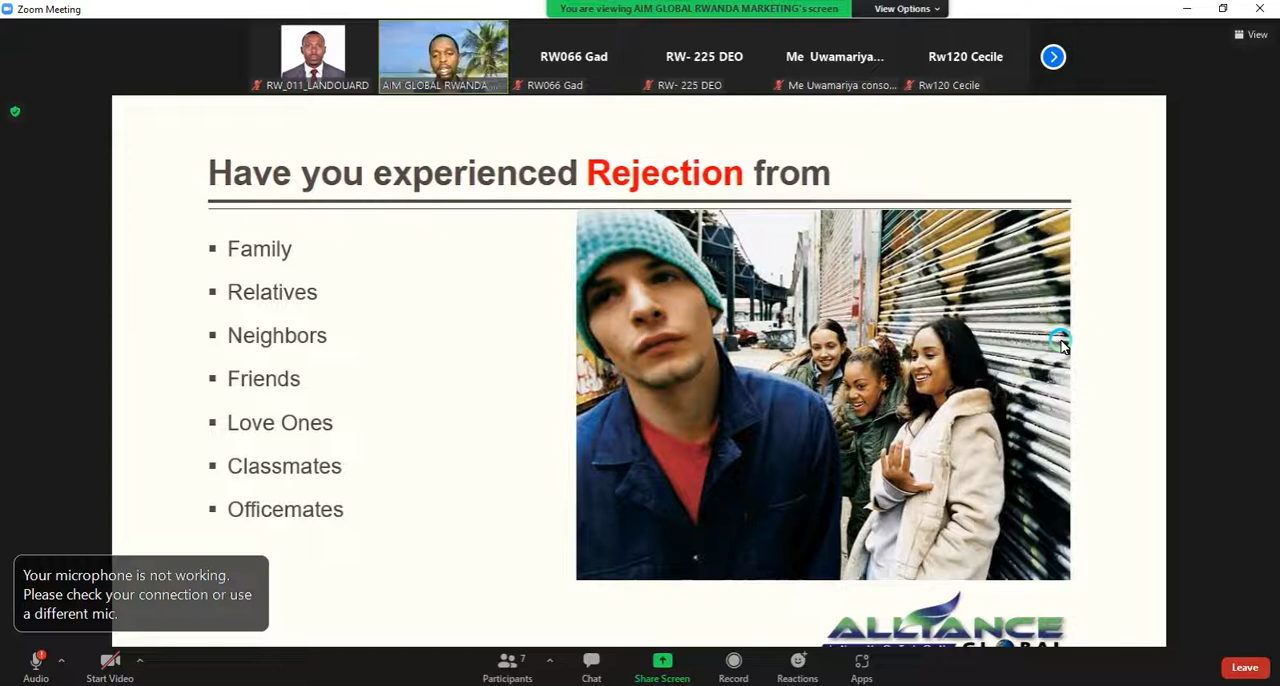 Zoom Meeting
You are viewing AIM GLOBAL RWANDA MARKETING's screen
View Options
View
RW066 Gad
RW- 225 DEO
Me Uwamariya...
Rw120 Cecile
RW_011_LANDOUARD
AIM GLOBAL RWANDA ...
RW066 Gad
RW- 225 DEO
Me Uwamariya conso...
Rw120 Cecile
Have you experienced Rejection from
▪ Family
▪ Relatives
▪ Neighbors
▪ Friends
▪ Love Ones
▪ Classmates
▪ Officemates
Your microphone is not working.
Please check your connection or use
a different mic.
ALLIANCE
GLOBAL
7
Audio
Start Video
Participants
Chat
Share Screen
Record
Reactions
Apps
Leave